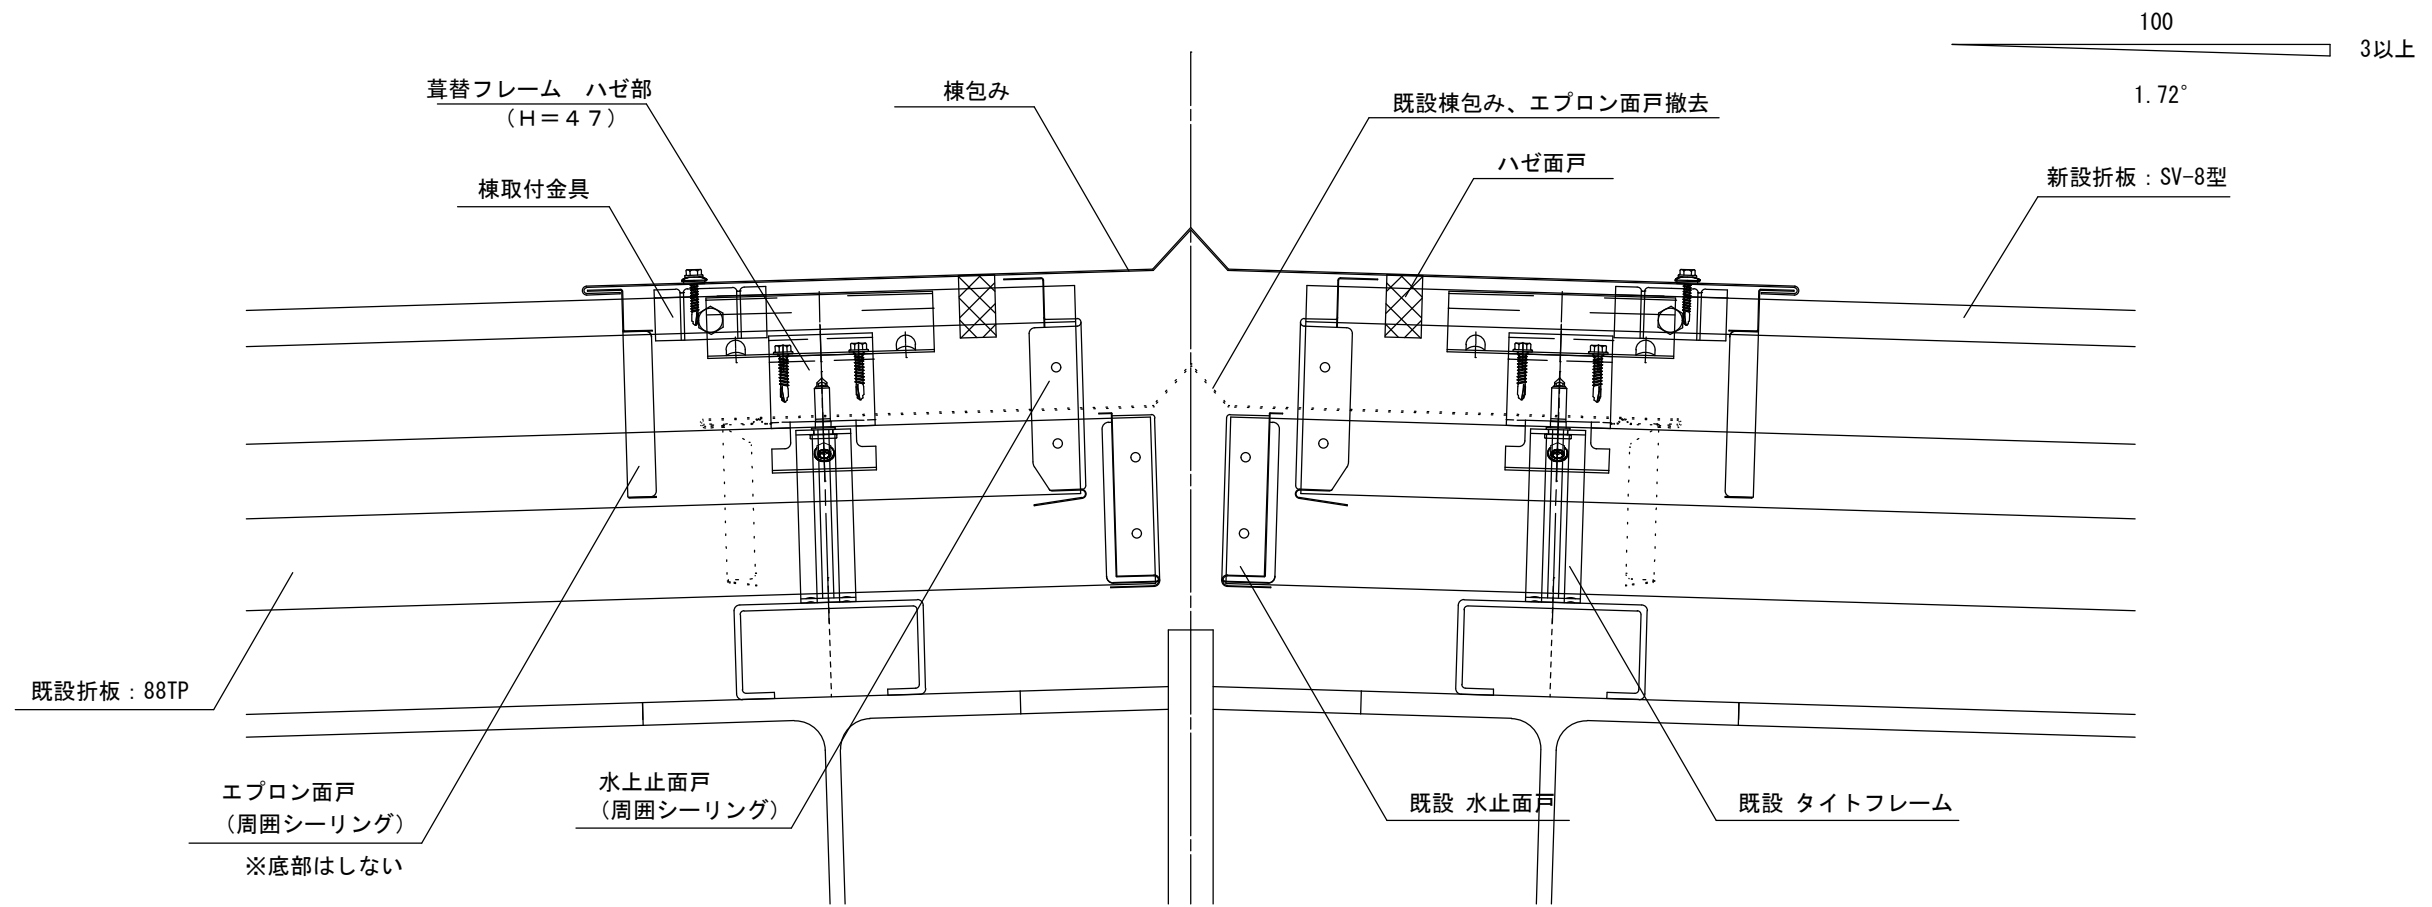 100
3以上
1.72°
葺替フレーム　ハゼ部
（H＝47）
棟包み
既設棟包み、エプロン面戸撤去
ハゼ面戸
棟取付金具
新設折板：SV-8型
既設折板：88TP
エプロン面戸
（周囲シーリング）
※底部はしない
水上止面戸
（周囲シーリング）
既設 水止面戸
既設 タイトフレーム